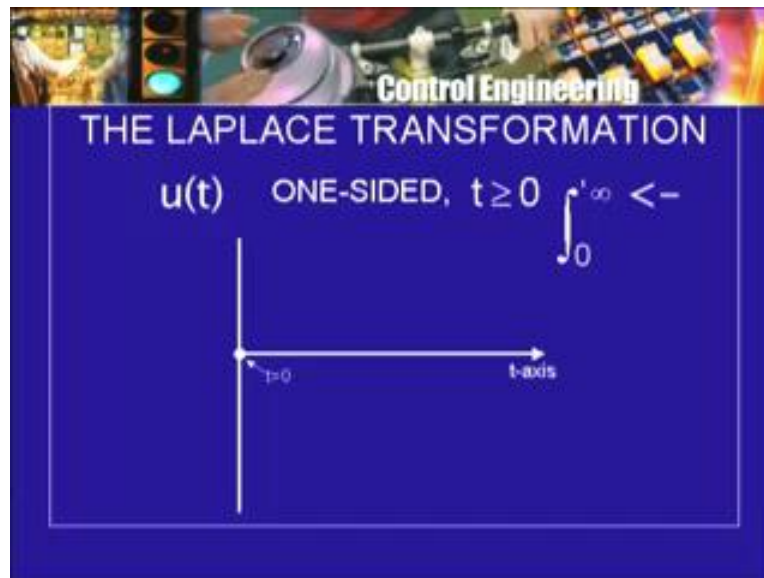 Control Engineering
THE LAPLACE TRANSFORMATION
u(t) ONE-SIDED, t ≥ 0 ∫₀^∞ <-
t=0
t-axis